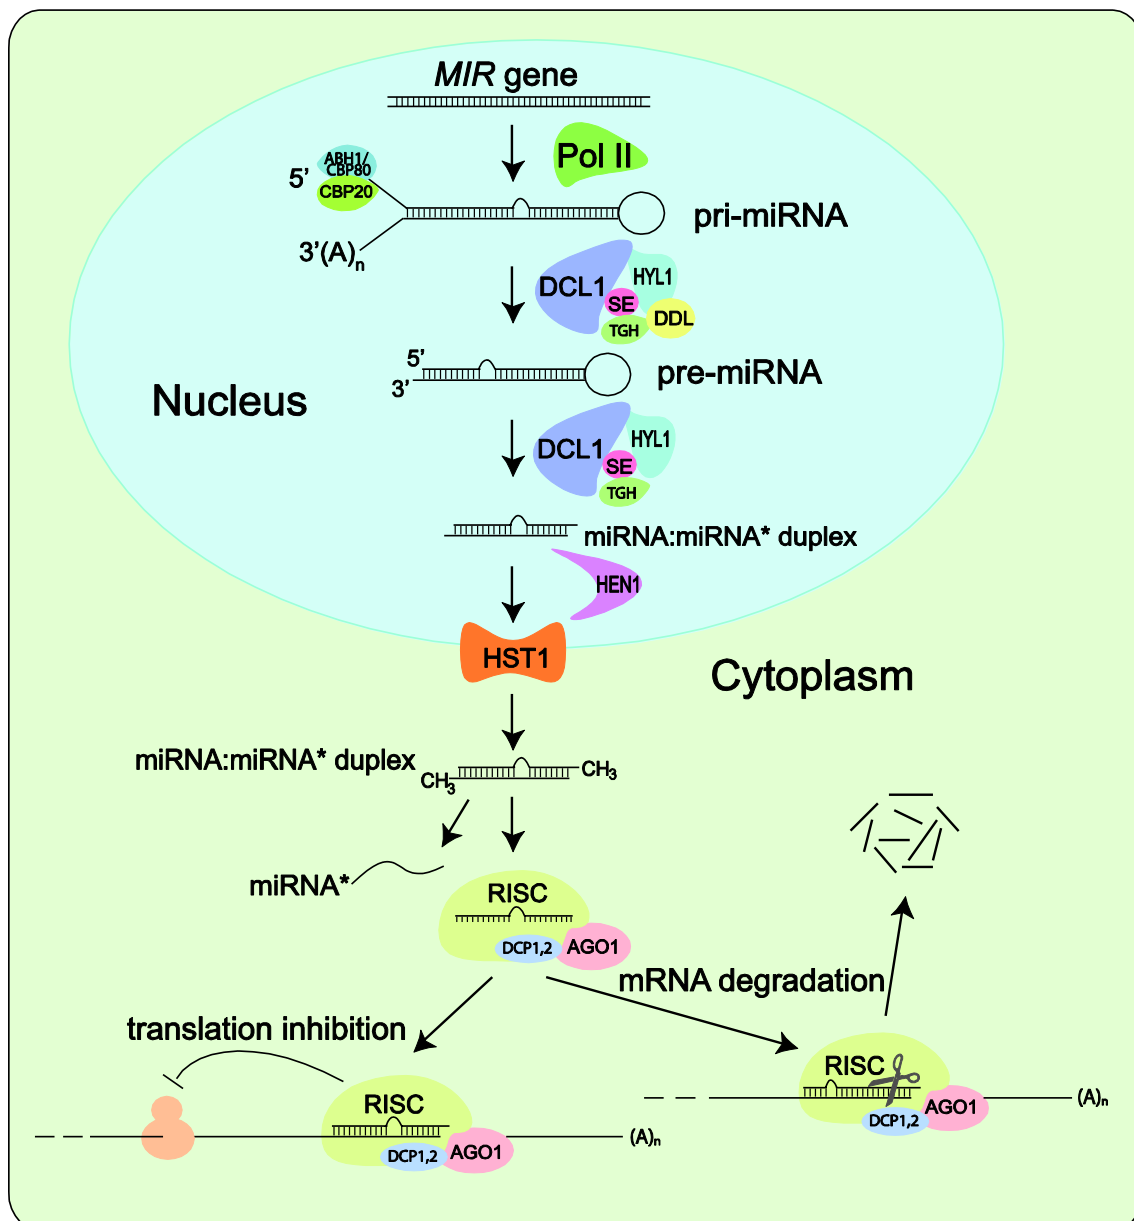 MIR gene
Pol II
ABH1/
CBP80
5’
CBP20
pri-miRNA
3’(A)n
DCL1
HYL1
SE
TGH
DDL
5’
3’
pre-miRNA
Nucleus
DCL1
HYL1
SE
TGH
miRNA:miRNA* duplex
HEN1
HST1
Cytoplasm
miRNA:miRNA* duplex
CH3
CH3
miRNA*
RISC
DCP1,2
AGO1
mRNA degradation
translation inhibition
RISC
DCP1,2
AGO1
(A)n
RISC
DCP1,2
AGO1
(A)n